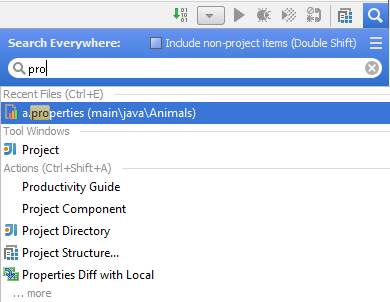 Search Everywhere: Include non-project items (Double Shift)
pro
Recent Files (Ctrl+E)
a.properties (main\java\Animals)
Tool Windows
Project
Actions (Ctrl+Shift+A)
Productivity Guide
Project Component
Project Directory
Project Structure...
Properties Diff with Local
... more